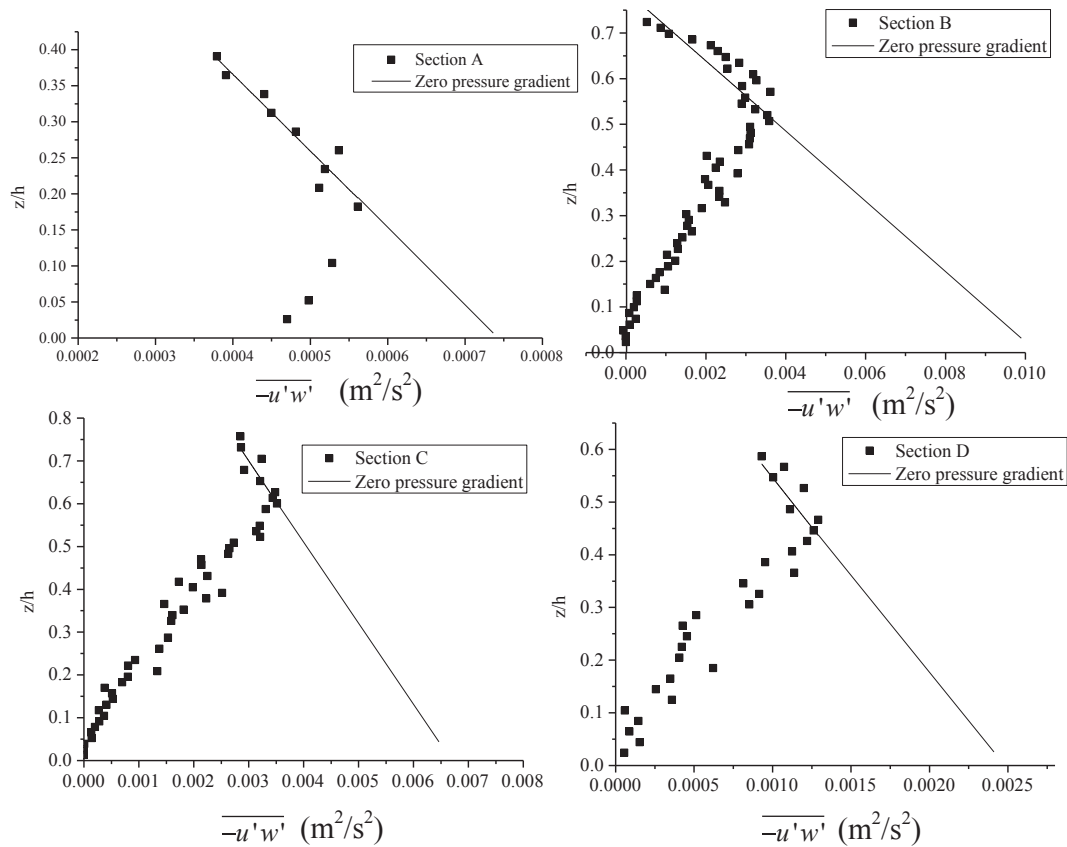 0.40
0.35
0.30
0.25
0.20
0.15
0.10
0.05
0.00
z/h
Section A
Zero pressure gradient
0.0002 0.0003 0.0004 0.0005 0.0006 0.0007 0.0008
-u'w' (m²/s²)
0.7
0.6
0.5
0.4
0.3
0.2
0.1
0.0
z/h
Section B
Zero pressure gradient
0.000 0.002 0.004 0.006 0.008 0.010
-u'w' (m²/s²)
0.8
0.7
0.6
0.5
0.4
0.3
0.2
0.1
0.0
z/h
Section C
Zero pressure gradient
0.000 0.001 0.002 0.003 0.004 0.005 0.006 0.007 0.008
-u'w' (m²/s²)
0.6
0.5
0.4
0.3
0.2
0.1
0.0
z/h
Section D
Zero pressure gradient
0.0000 0.0005 0.0010 0.0015 0.0020 0.0025
-u'w' (m²/s²)